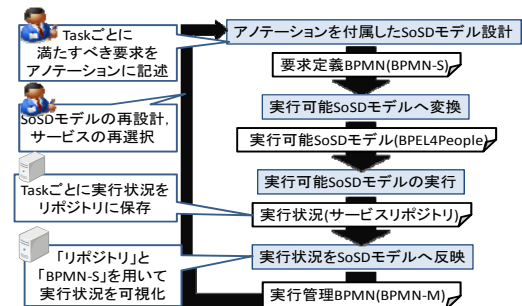 Taskごとに
満たすべき要求を
アノテーションに記述
SoSDモデルの再設計,
サービスの再選択
Taskごとに実行状況を
リポジトリに保存
「リポジトリ」と
「BPMN-S」を用いて
実行状況を可視化
アノテーションを付属したSoSDモデル設計
要求定義BPMN(BPMN-S)
実行可能SoSDモデルへ変換
実行可能SoSDモデル(BPEL4People)
実行可能SoSDモデルの実行
実行状況(サービスリポジトリ)
実行状況をSoSDモデルへ反映
実行管理BPMN(BPMN-M)